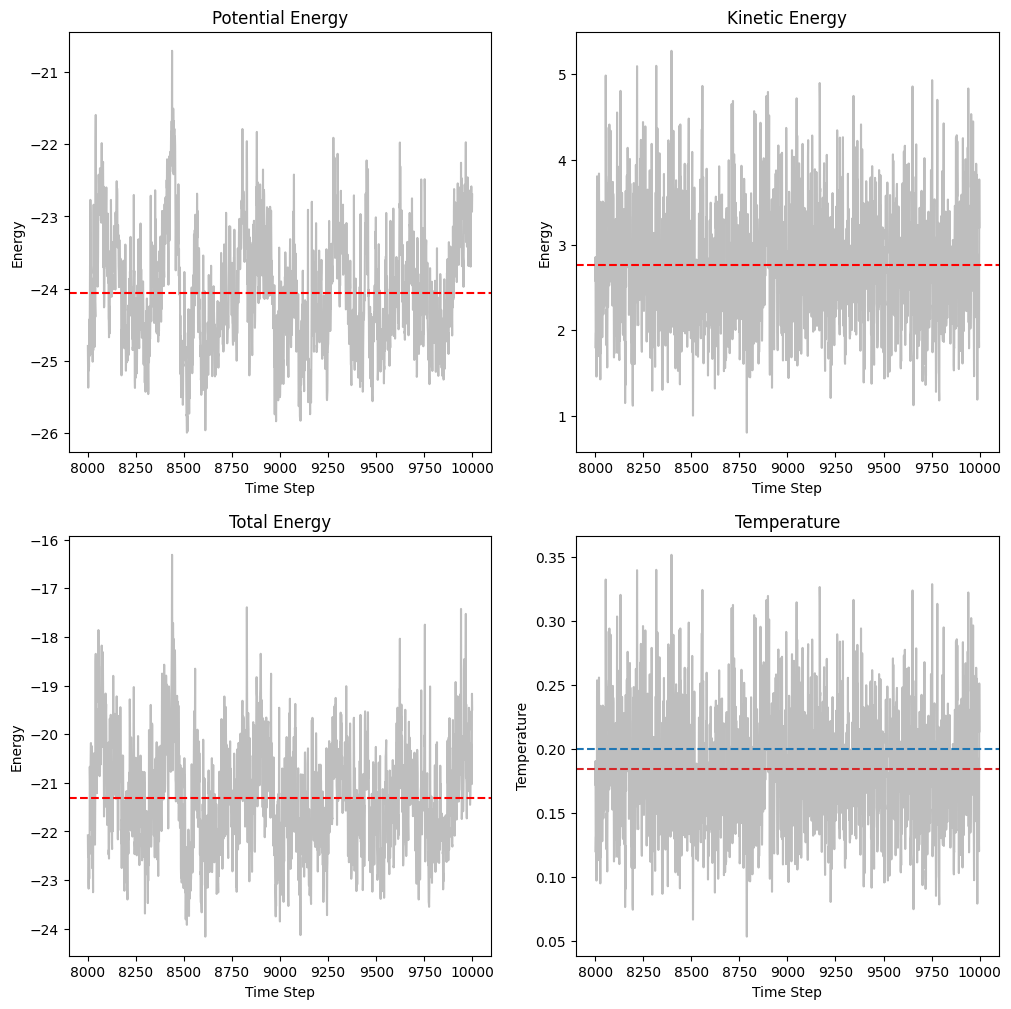 Potential Energy
Energy
−21
−22
−23
−24
−25
−26
8000 8250 8500 8750 9000 9250 9500 9750 10000
Time Step
Kinetic Energy
Energy
5
4
3
2
1
8000 8250 8500 8750 9000 9250 9500 9750 10000
Time Step
Total Energy
Energy
−16
−17
−18
−19
−20
−21
−22
−23
−24
8000 8250 8500 8750 9000 9250 9500 9750 10000
Time Step
Temperature
Temperature
0.35
0.30
0.25
0.20
0.15
0.10
0.05
8000 8250 8500 8750 9000 9250 9500 9750 10000
Time Step